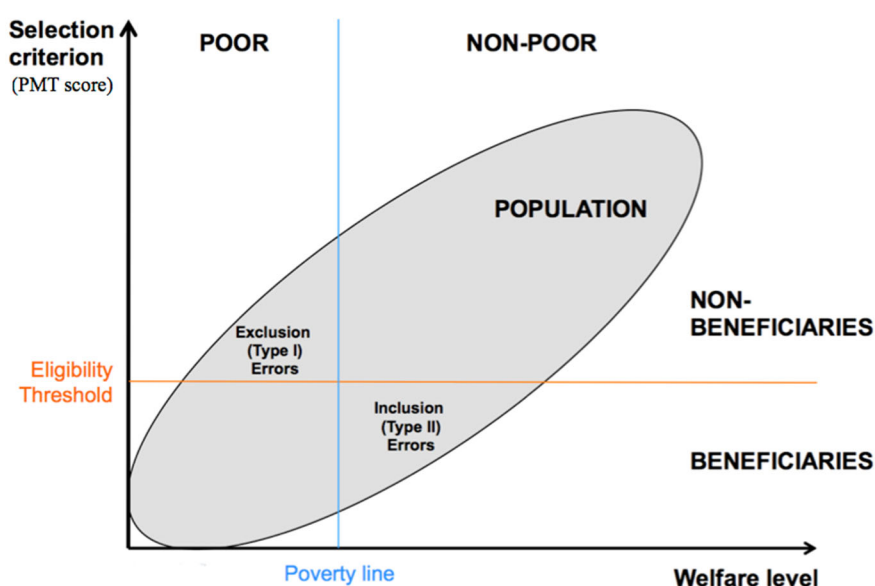 Selection
criterion
(PMT score)
POOR
NON-POOR
POPULATION
NON-
BENEFICIARIES
Exclusion
(Type I)
Errors
Eligibility
Threshold
Inclusion
(Type II)
Errors
BENEFICIARIES
Poverty line
Welfare level